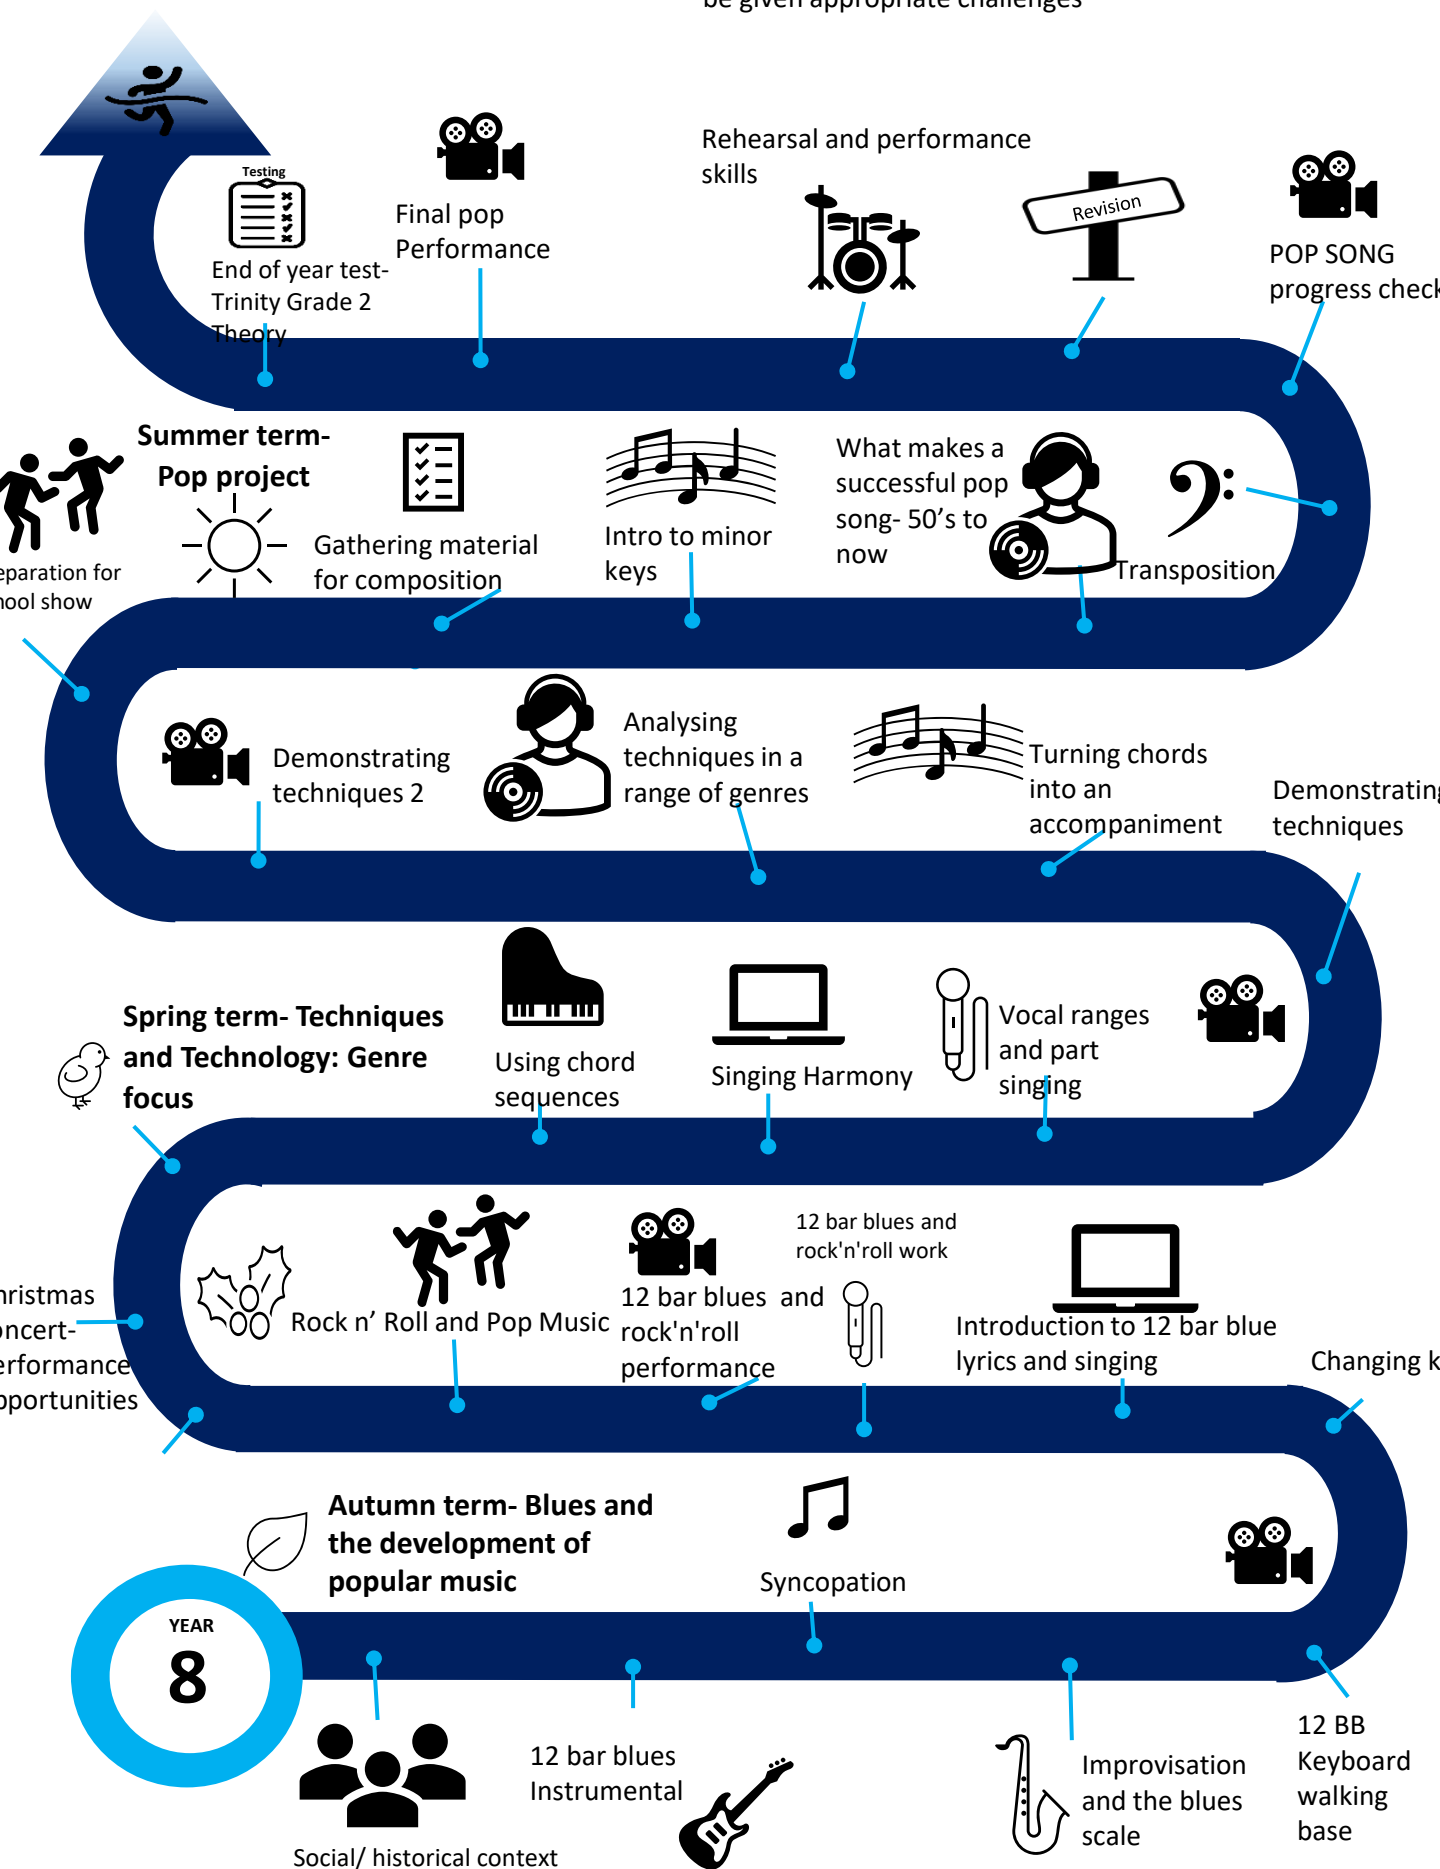 be given appropriate challenges
Testing
End of year test-
Trinity Grade 2
Theory
Final pop
Performance
Rehearsal and performance
skills
Revision
POP SONG
progress check
Summer term-
Pop project
eparation for
ool show
Gathering material
for composition
Intro to minor
keys
What makes a
successful pop
song- 50's to
now
Transposition
Demonstrating
techniques 2
Analysing
techniques in a
range of genres
Turning chords
into an
accompaniment
Demonstrating
techniques
Spring term- Techniques
and Technology: Genre
focus
Using chord
sequences
Singing Harmony
Vocal ranges
and part
singing
hristmas
oncert-
erformance
pportunities
Rock n' Roll and Pop Music
12 bar blues and
rock'n'roll
performance
12 bar blues and
rock'n'roll work
Introduction to 12 bar blue
lyrics and singing
Changing k
Autumn term- Blues and
the development of
popular music
Syncopation
YEAR
8
Social/ historical context
12 bar blues
Instrumental
Improvisation
and the blues
scale
12 BB
Keyboard
walking
base